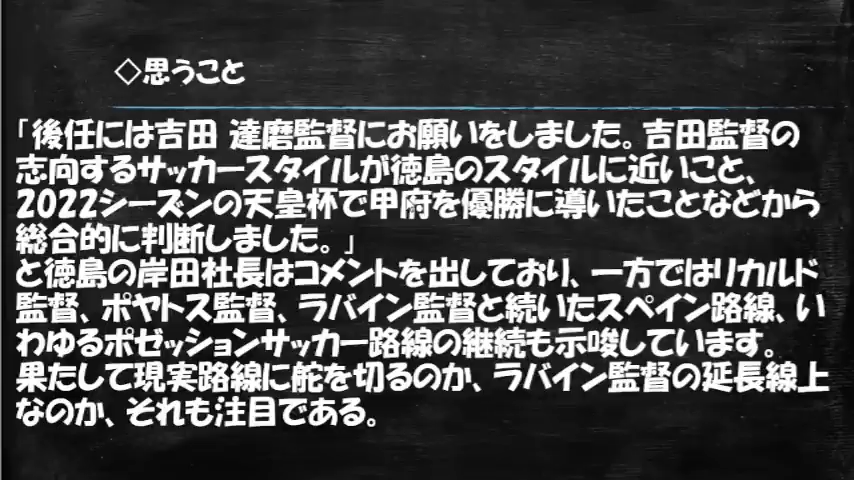 ◇思うこと
「後任には吉田 達磨監督にお願いをしました。吉田監督の
志向するサッカースタイルが徳島のスタイルに近いこと、
2022シーズンの天皇杯で甲府を優勝に導いたことなどから
総合的に判断しました。」
と徳島の岸田社長はコメントを出しており、一方ではリカルド
監督、ポヤトス監督、ラバイン監督と続いたスペイン路線、い
わゆるポゼッションサッカー路線の継続も示唆しています。
果たして現実路線に舵を切るのか、ラバイン監督の延長線上
なのか、それも注目である。